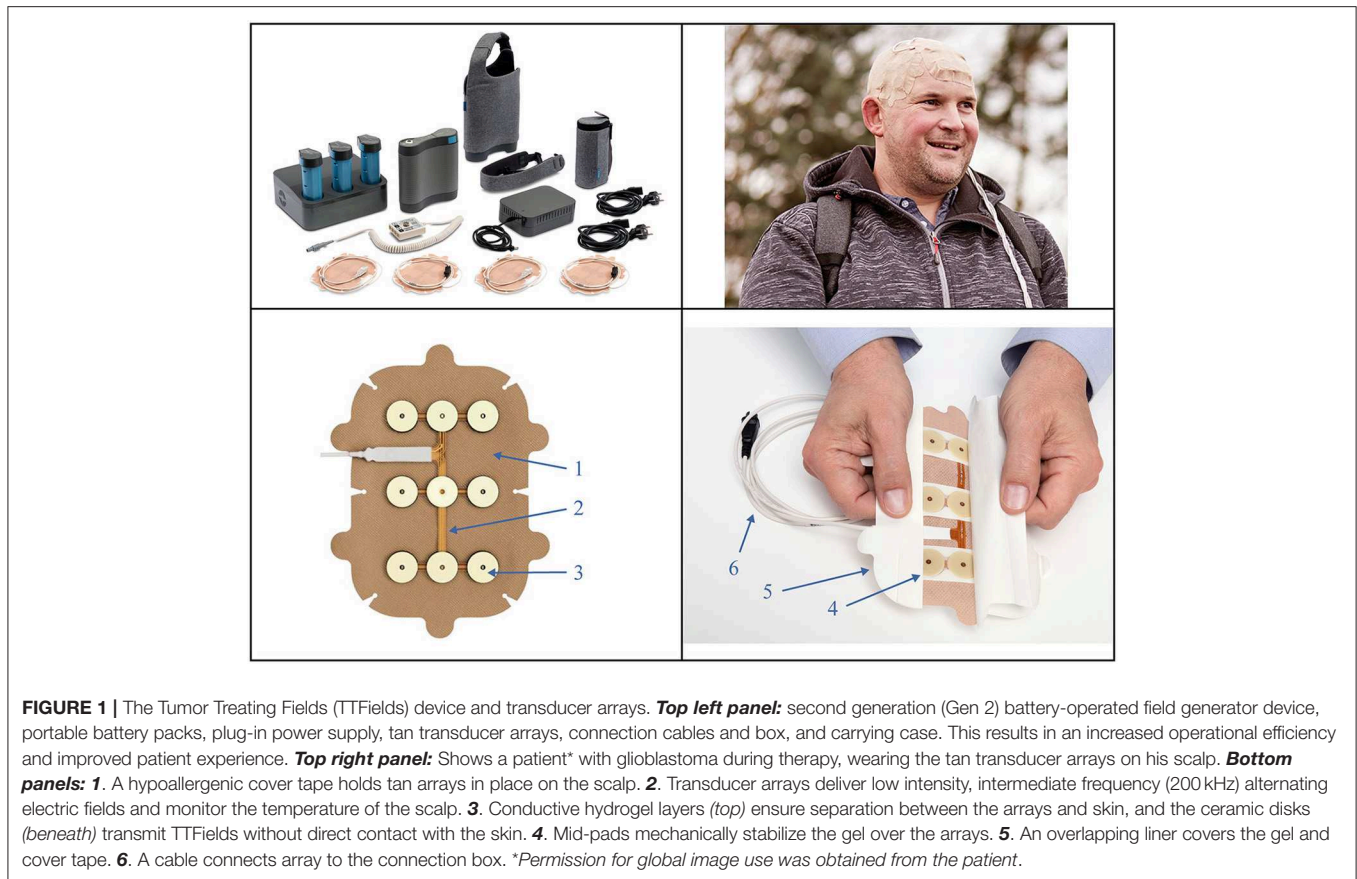 1
2
3
6
5
4
FIGURE 1 | The Tumor Treating Fields (TTFields) device and transducer arrays. Top left panel: second generation (Gen 2) battery-operated field generator device,
portable battery packs, plug-in power supply, tan transducer arrays, connection cables and box, and carrying case. This results in an increased operational efficiency
and improved patient experience. Top right panel: Shows a patient* with glioblastoma during therapy, wearing the tan transducer arrays on his scalp. Bottom
panels: 1. A hypoallergenic cover tape holds tan arrays in place on the scalp. 2. Transducer arrays deliver low intensity, intermediate frequency (200 kHz) alternating
electric fields and monitor the temperature of the scalp. 3. Conductive hydrogel layers (top) ensure separation between the arrays and skin, and the ceramic disks
(beneath) transmit TTFields without direct contact with the skin. 4. Mid-pads mechanically stabilize the gel over the arrays. 5. An overlapping liner covers the gel and
cover tape. 6. A cable connects array to the connection box. *Permission for global image use was obtained from the patient.